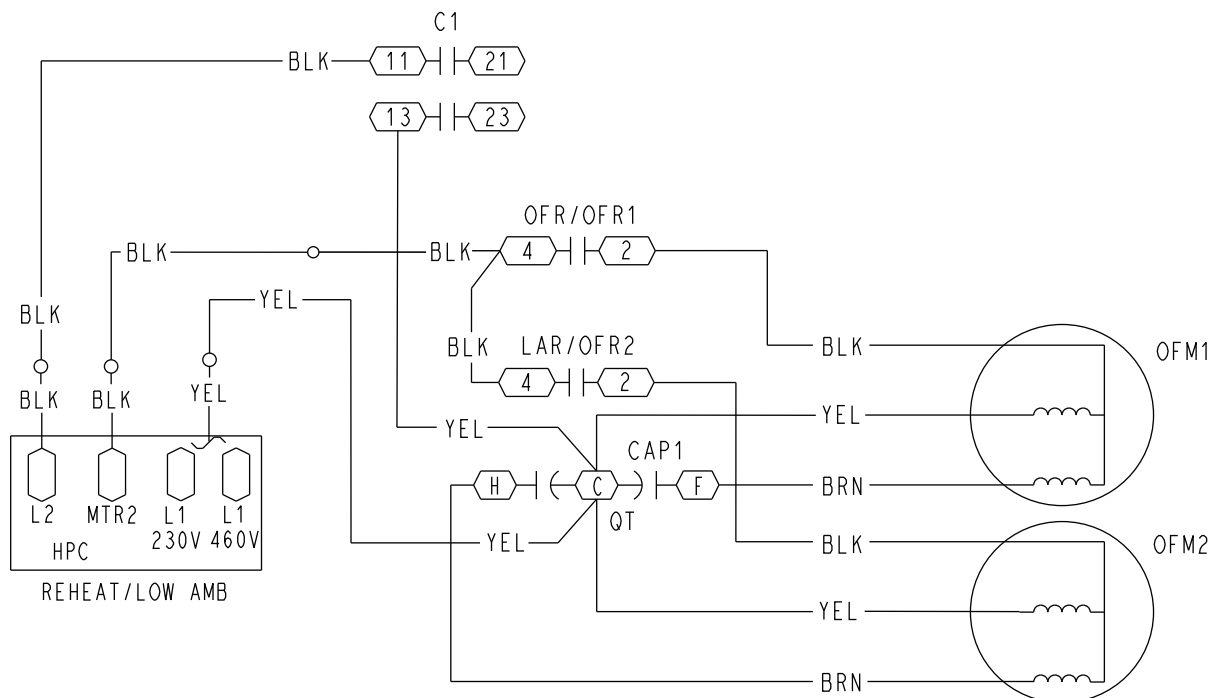 C1
BLK 11 21
13 23
OFR/OFR1
BLK BLK 4 2
YEL
BLK
BLK LAR/OFR2
BLK OFM1
4 2
BLK BLK YEL
YEL YEL
CAP1
H C F BRN
L2 MTR2 L1 L1
QT
230V 460V
HPC YEL BLK OFM2
REHEAT/LOW AMB
YEL
BRN